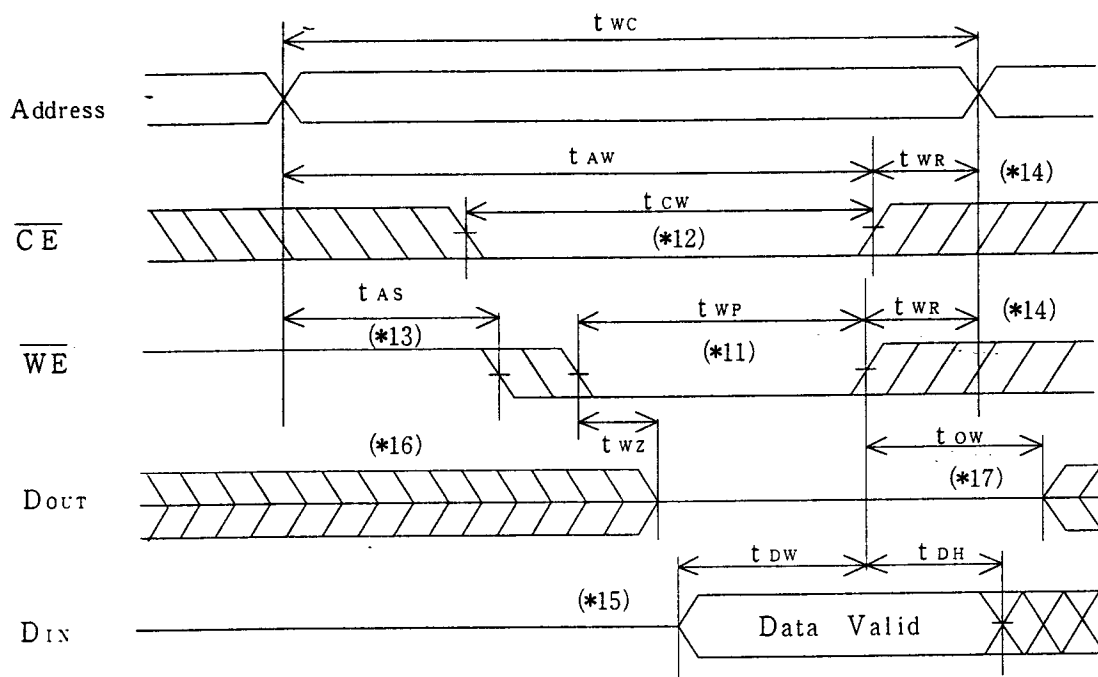 t WC
Address
t AW
t WR
(*14)
CE
t CW
(*12)
t AS
(*13)
t WP
(*11)
t WR
(*14)
WE
t WZ
(*16)
t OW
(*17)
DOUT
t DW
t DH
(*15)
DIN
Data Valid